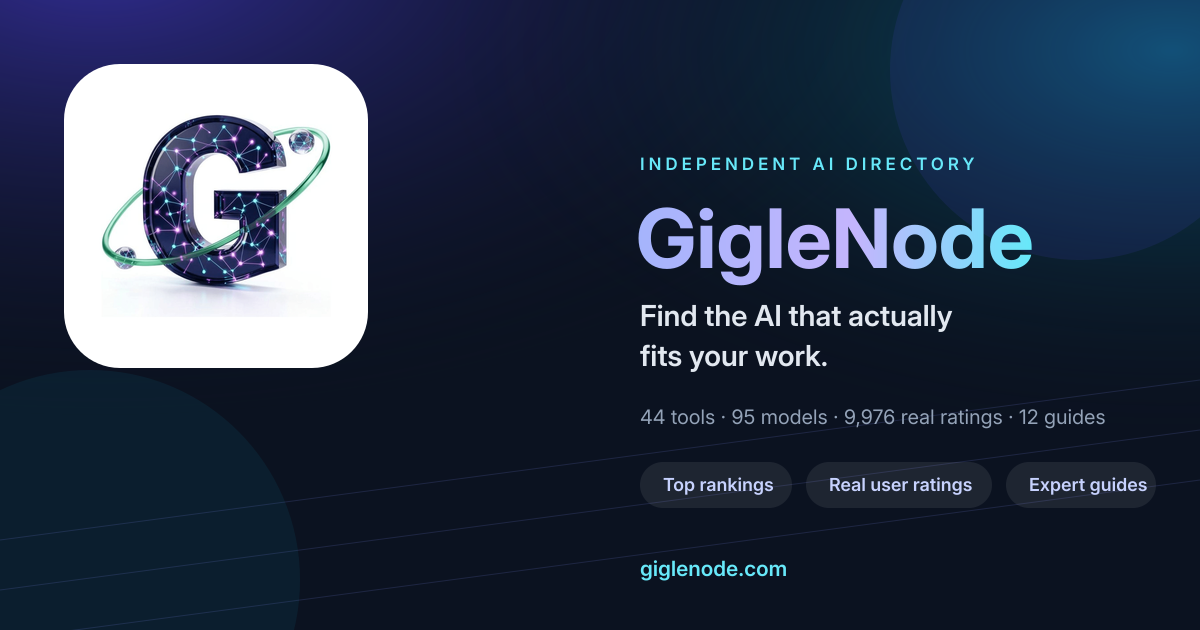 G
INDEPENDENT AI DIRECTORY
GigleNode
Find the AI that actually
fits your work.
44 tools · 95 models · 9,976 real ratings · 12 guides
Top rankings
Real user ratings
Expert guides
giglenode.com